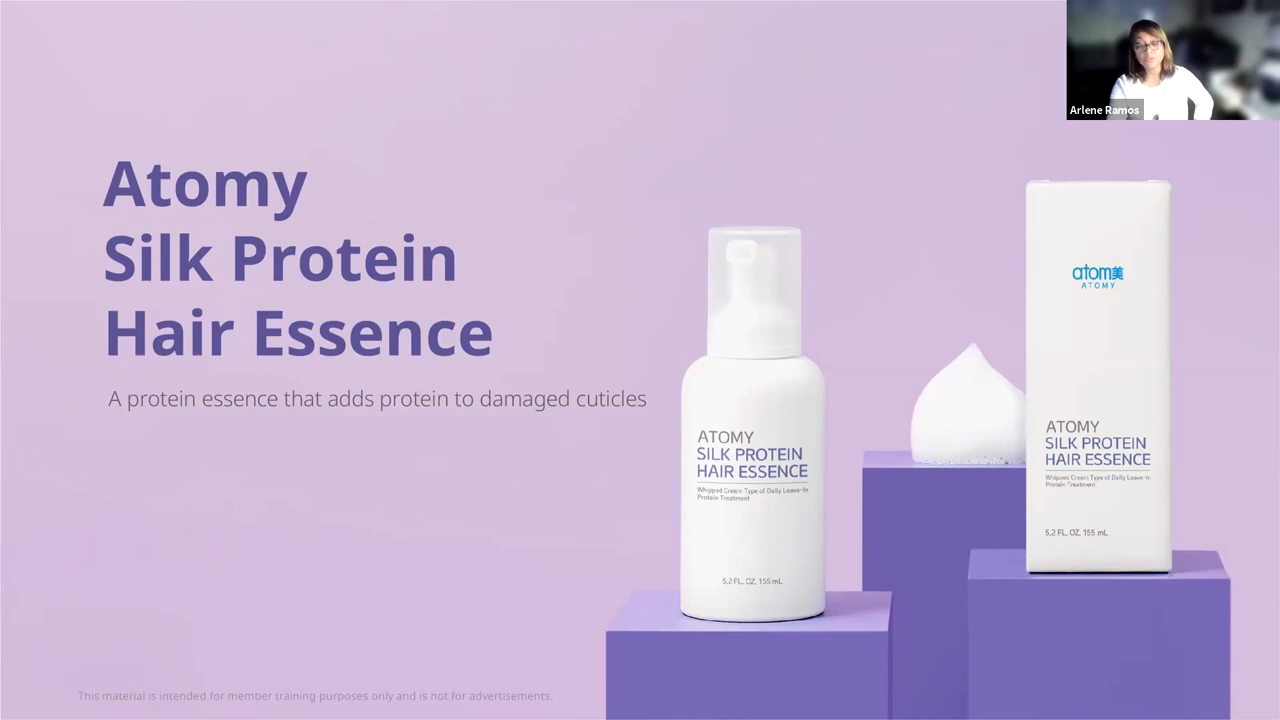 Arlene Ramos
Atomy
Silk Protein
Hair Essence
A protein essence that adds protein to damaged cuticles
ATOMY
SILK PROTEIN
HAIR ESSENCE
Whipped Cream Type of Daily Leave-In
Protein Treatment
5.2 FL. OZ. 155 mL
atom美
ATOMY
ATOMY
SILK PROTEIN
HAIR ESSENCE
Whipped Cream Type of Daily Leave-In
Protein Treatment
5.2 FL. OZ. 155 mL
This material is intended for member training purposes only and is not for advertisements.